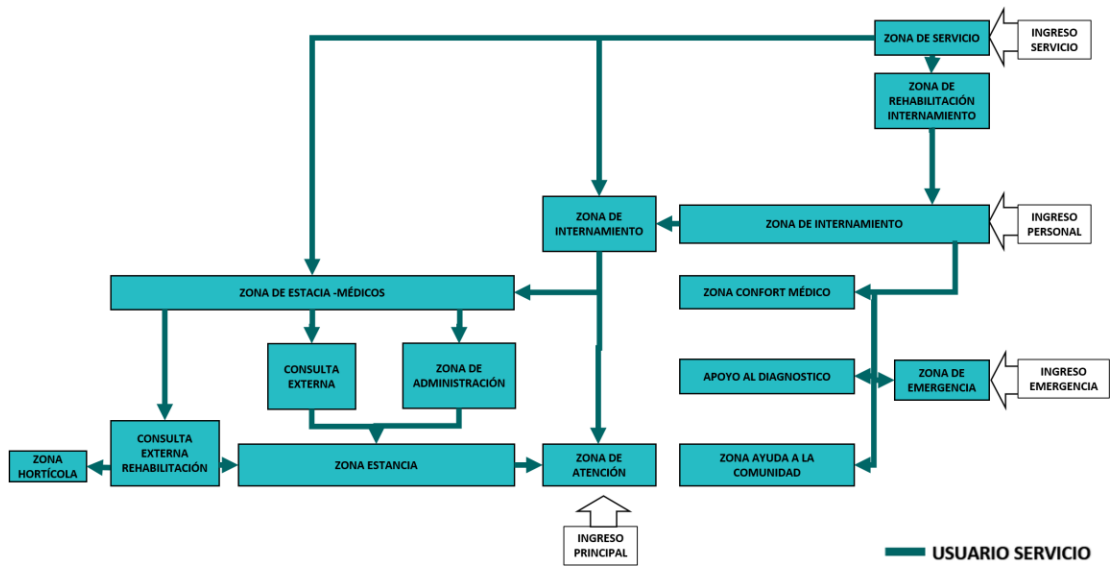 ZONA DE SERVICIO
INGRESO
SERVICIO
ZONA DE
REHABILITACIÓN
INTERNAMIENTO
ZONA DE
INTERNAMIENTO
ZONA DE INTERNAMIENTO
INGRESO
PERSONAL
ZONA DE ESTACIA -MÉDICOS
ZONA CONFORT MÉDICO
CONSULTA
EXTERNA
ZONA DE
ADMINISTRACIÓN
APOYO AL DIAGNOSTICO
ZONA DE
EMERGENCIA
INGRESO
EMERGENCIA
ZONA
HORTÍCOLA
CONSULTA
EXTERNA
REHABILITACIÓN
ZONA ESTANCIA
ZONA DE
ATENCIÓN
ZONA AYUDA A LA
COMUNIDAD
INGRESO
PRINCIPAL
USUARIO SERVICIO